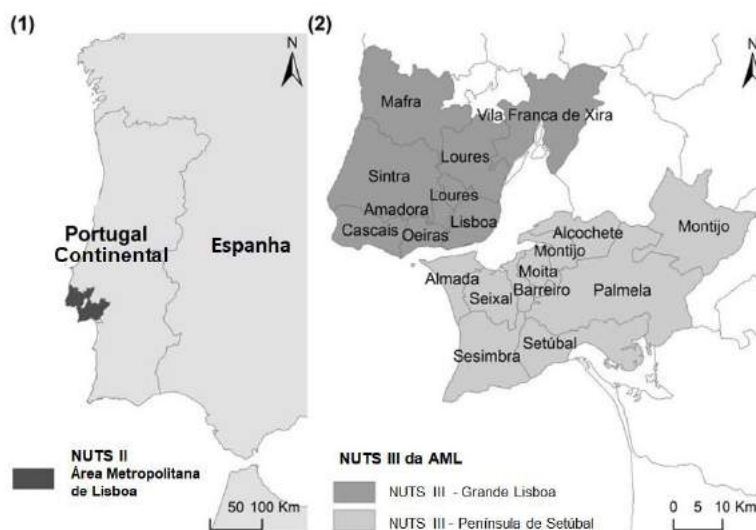 (1)
N
Portugal
Continental
Espanha
NUTS II
Área Metropolitana
de Lisboa
50 100 Km
(2)
N
Mafra
Vila Franca de Xira
Loures
Sintra
Loures
Amadora
Lisboa
Cascais
Oeiras
Alcochete
Montijo
Montijo
Almada
Moita
Barreiro
Palmela
Seixal
Setúbal
Sesimbra
NUTS III da AML
NUTS III - Grande Lisboa
NUTS III - Península de Setúbal
0 5 10 Km